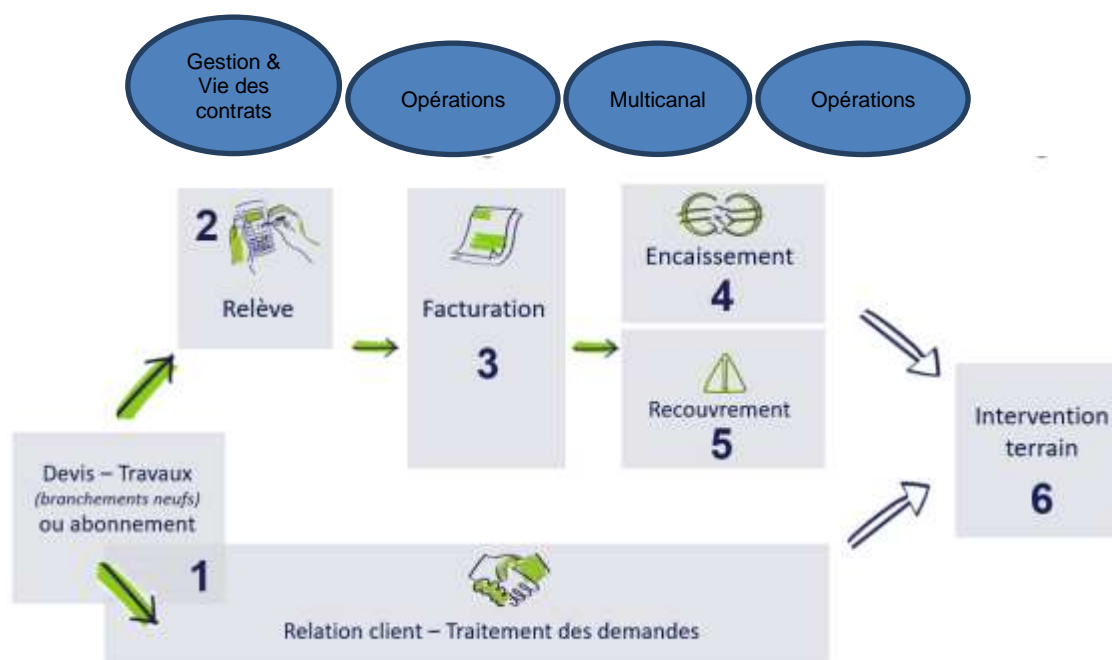 Gestion &
Vie des
contrats
Opérations
Multicanal
Opérations
2
Relève
Facturation
3
Encaissement
4
Recouvrement
5
Intervention
terrain
6
Devis – Travaux
(branchements neufs)
ou abonnement
1
Relation client – Traitement des demandes